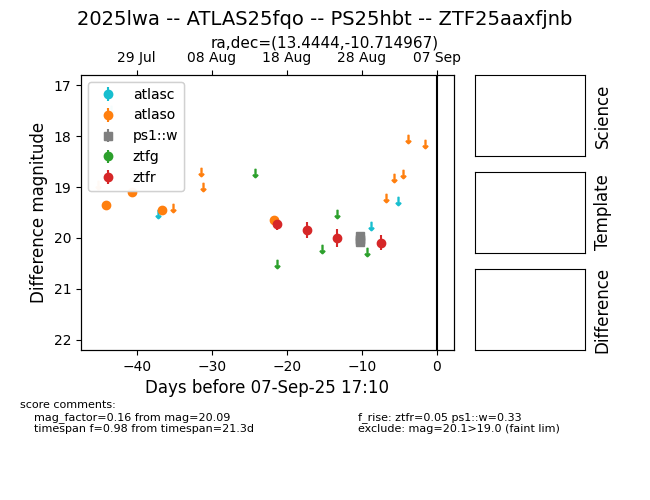 2025lwa -- ATLAS25fqo -- PS25hbt -- ZTF25aaxfjnb
ra,dec=(13.4444,-10.714967)
29 Jul 08 Aug 18 Aug 28 Aug 07 Sep
17
18
19
20
21
22
Difference magnitude
atlasc
atlaso
ps1::w
ztfg
ztfr
−40 −30 −20 −10 0
Days before 07-Sep-25 17:10
Science
Template
Difference
score comments:
mag_factor=0.16 from mag=20.09
timespan f=0.98 from timespan=21.3d
f_rise: ztfr=0.05 ps1::w=0.33
exclude: mag=20.1>19.0 (faint lim)